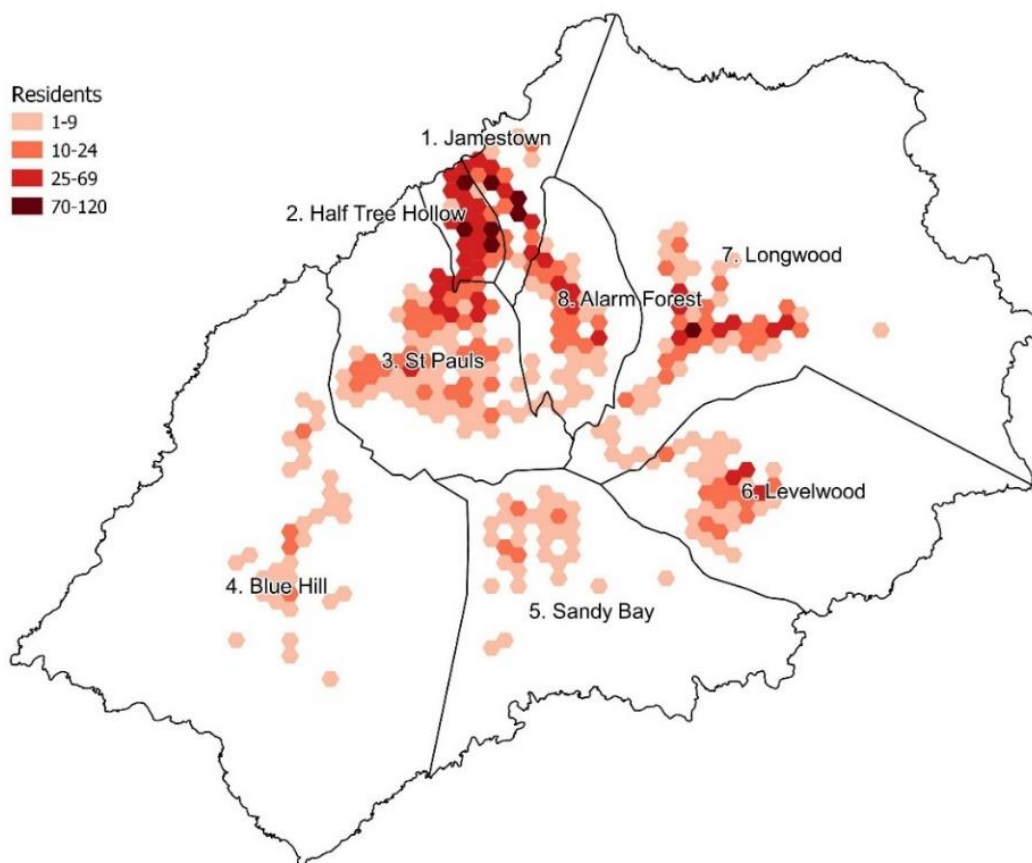 Residents
1-9
10-24
25-69
70-120
1. Jamestown
2. Half Tree Hollow
7. Longwood
8. Alarm Forest
3. St Pauls
6. Levelwood
4. Blue Hill
5. Sandy Bay